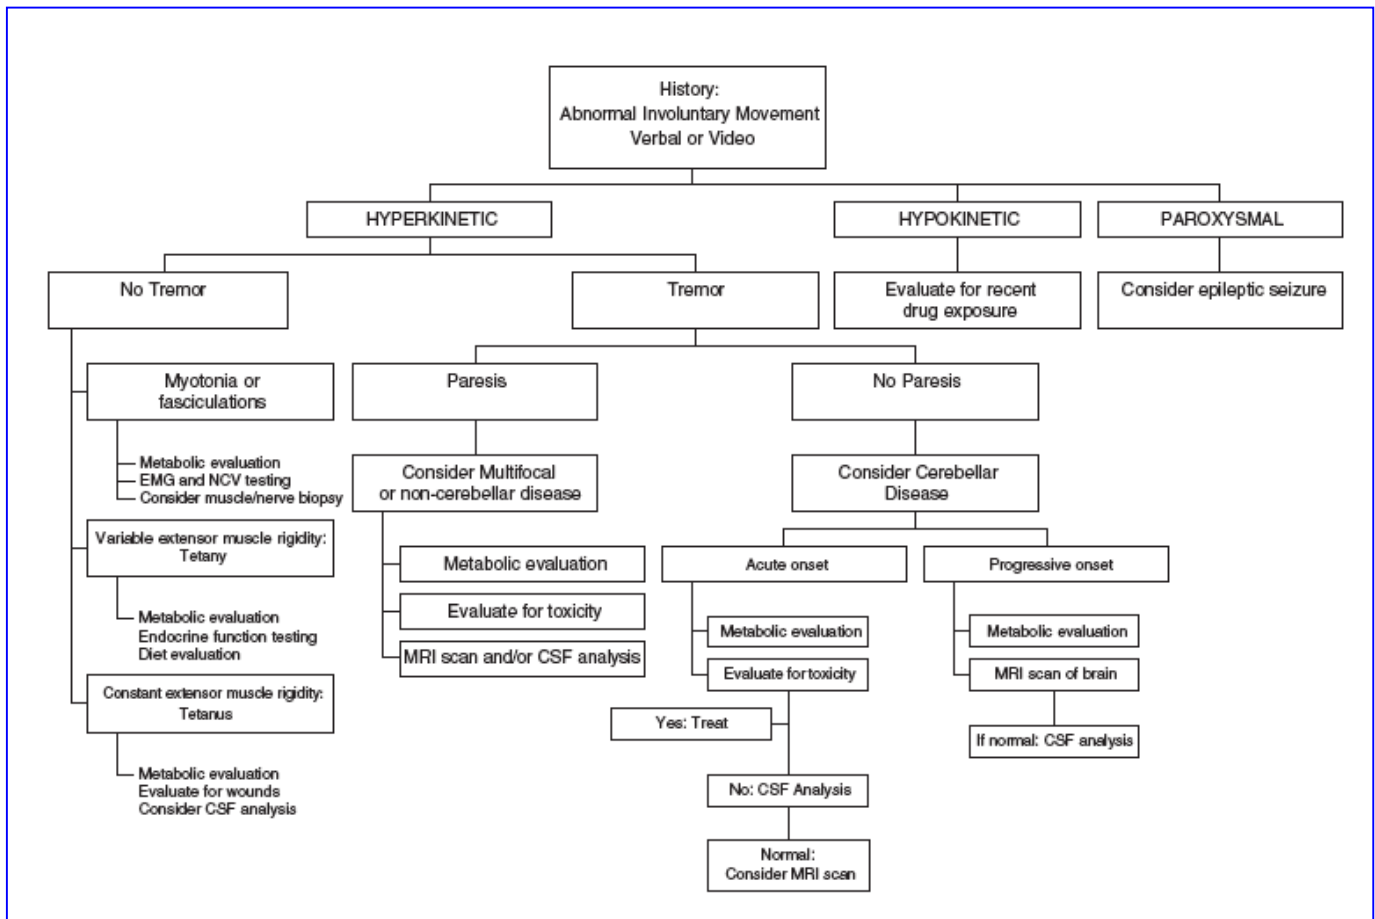 History:
Abnormal Involuntary Movement
Verbal or Video
HYPERKINETIC
HYPOKINETIC
PAROXYSMAL
No Tremor
Tremor
Evaluate for recent
drug exposure
Consider epileptic seizure
Myotonia or
fasciculations
Metabolic evaluation
EMG and NCV testing
Consider muscle/nerve biopsy
Variable extensor muscle rigidity:
Tetany
Metabolic evaluation
Endocrine function testing
Diet evaluation
Constant extensor muscle rigidity:
Tetanus
Metabolic evaluation
Evaluate for wounds
Consider CSF analysis
Paresis
Consider Multifocal
or non-cerebellar disease
Metabolic evaluation
Evaluate for toxicity
MRI scan and/or CSF analysis
No Paresis
Consider Cerebellar
Disease
Acute onset
Metabolic evaluation
Evaluate for toxicity
Yes: Treat
No: CSF Analysis
Normal:
Consider MRI scan
Progressive onset
Metabolic evaluation
MRI scan of brain
If normal: CSF analysis